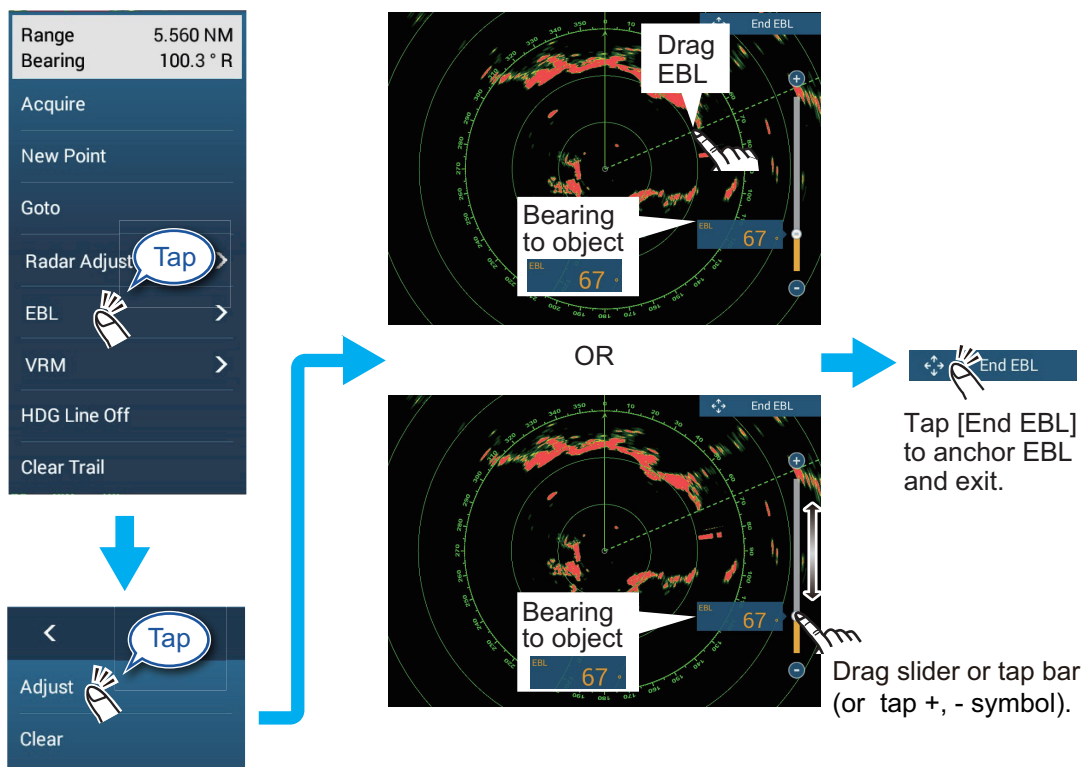 Range 5.560 NM
Bearing 100.3 ° R
Acquire
New Point
Goto
Radar Adjust
Tap
EBL
VRM
HDG Line Off
Clear Trail
Tap
Adjust
Clear
End EBL
Drag
EBL
Bearing
to object
EBL
67 °
EBL
67 °
OR
End EBL
Bearing
to object
EBL
67 °
EBL
67 °
Drag slider or tap bar
(or tap +, - symbol).
End EBL
Tap [End EBL]
to anchor EBL
and exit.